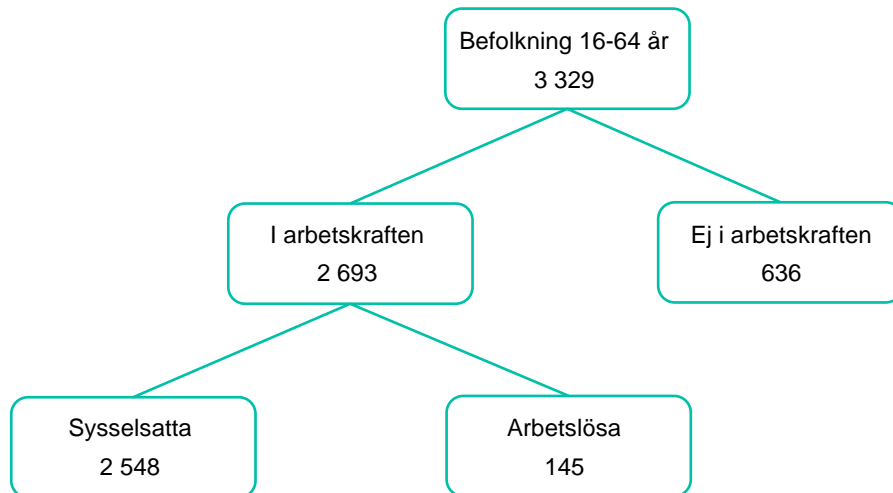 Befolkning 16-64 år
3 329
I arbetskraften
2 693
Ej i arbetskraften
636
Sysselsatta
2 548
Arbetslösa
145